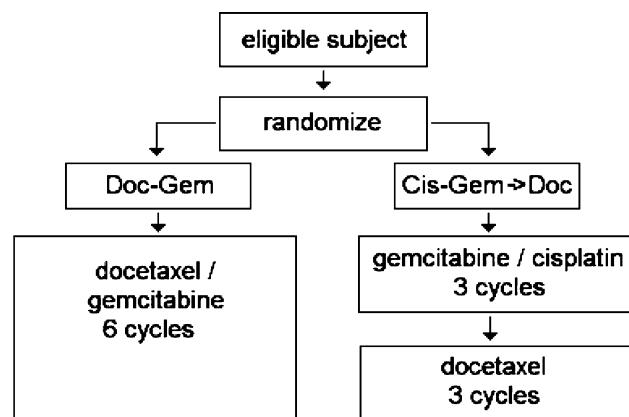 eligible subject
randomize
Doc-Gem
Cis-Gem->Doc
docetaxel /
gemcitabine
6 cycles
gemcitabine / cisplatin
3 cycles
docetaxel
3 cycles